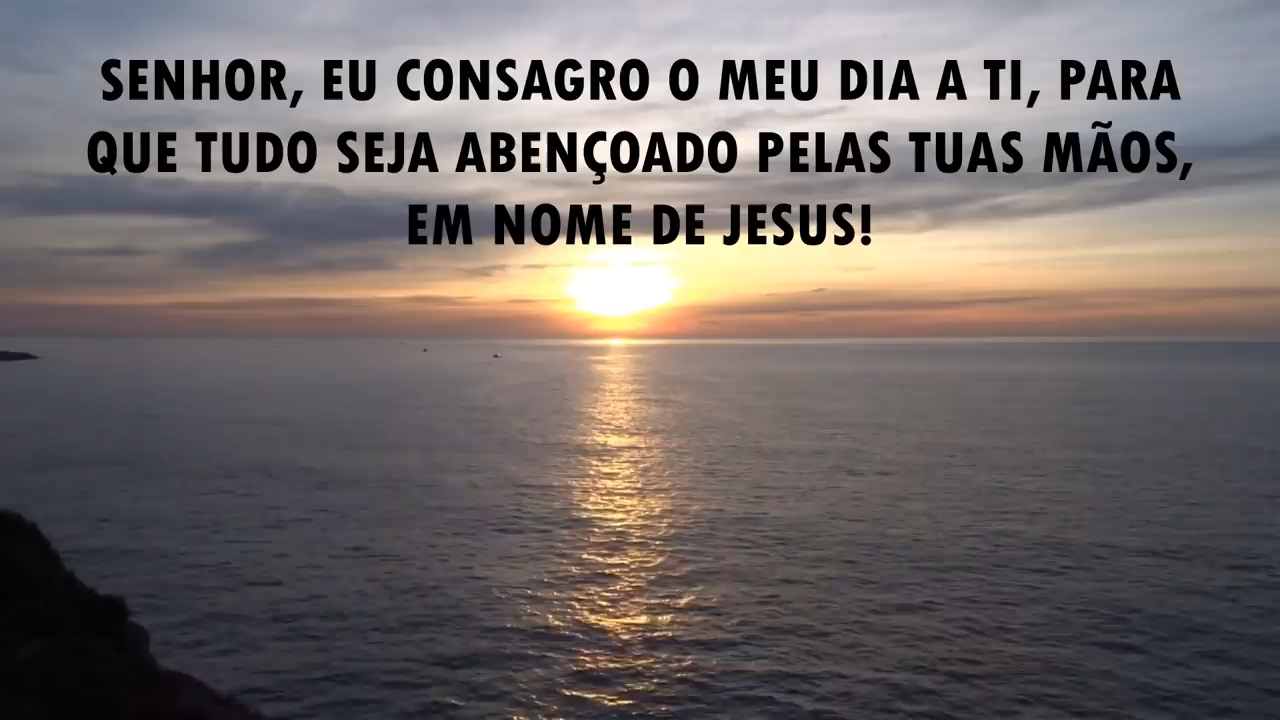 SENHOR, EU CONSAGRO O MEU DIA A TI, PARA
QUE TUDO SEJA ABENÇOADO PELAS TUAS MÃOS,
EM NOME DE JESUS!